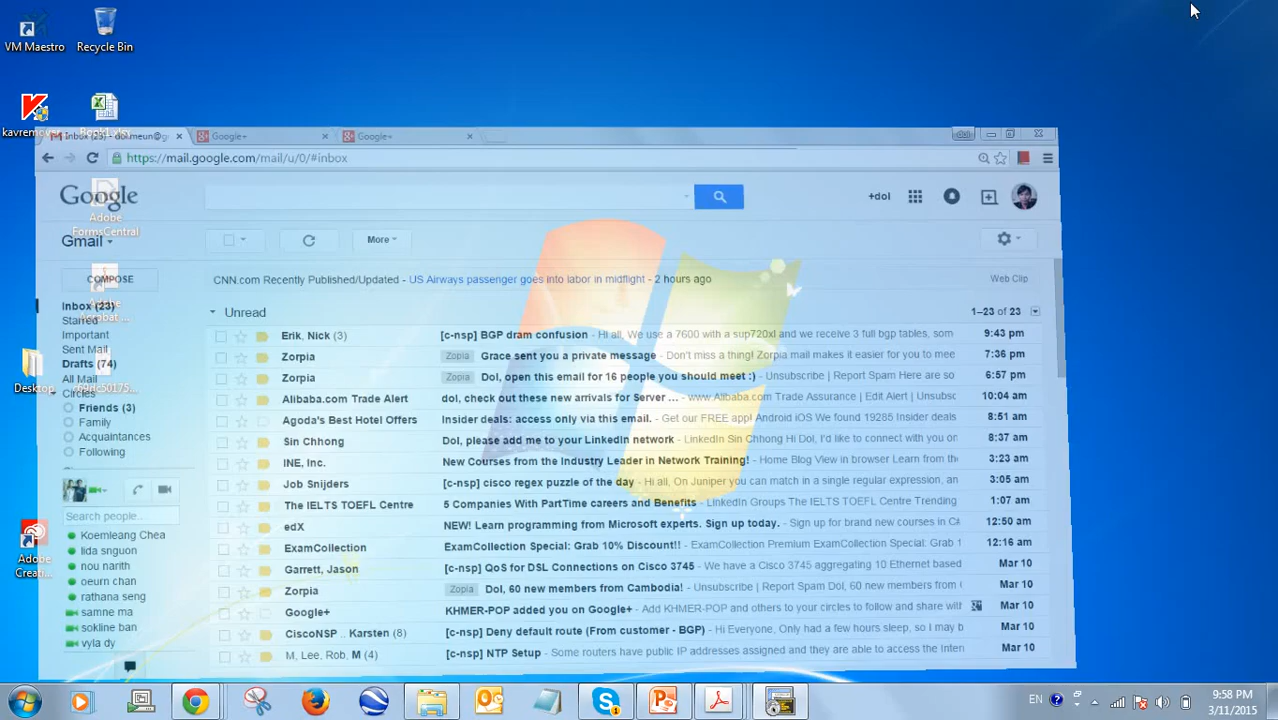 VM Maestro
Recycle Bin
kavremover
Book1.xls
Inbox (23) - dol.meun@g
Google+
Google+
https://mail.google.com/mail/u/0/#inbox
Google
+dol
Adobe FormsCentral
Gmail
More
COMPOSE
CNN.com Recently Published/Updated - US Airways passenger goes into labor in midflight - 2 hours ago
Web Clip
Adobe
Acrobat ...
Inbox (23)
Starred
Important
Sent Mail
Drafts (74)
All Mail
Circles
Friends (3)
Family
Acquaintances
Following
Desktop
Unread
1–23 of 23
Erik, Nick (3) [c-nsp] BGP dram confusion - Hi all, We use a 7600 with a sup720xl and we receive 3 full bgp tables, som 9:43 pm
Zorpia Zopia Grace sent you a private message - Don't miss a thing! Zorpia mail makes it easier for you to mee 7:36 pm
Zorpia Zopia Dol, open this email for 16 people you should meet :) - Unsubscribe | Report Spam Here are so 6:57 pm
Alibaba.com Trade Alert dol, check out these new arrivals for Server ... - www.Alibaba.com Trade Assurance | Edit Alert | Unsubsc 10:04 am
Agoda's Best Hotel Offers Insider deals: access only via this email. - Get our FREE app! Android iOS We found 19285 Insider deals 8:51 am
Sin Chhong Dol, please add me to your LinkedIn network - LinkedIn Sin Chhong Hi Dol, I'd like to connect with you on 8:37 am
INE, Inc. New Courses from the Industry Leader in Network Training! - Home Blog View in browser Learn from the 3:23 am
Job Snijders [c-nsp] cisco regex puzzle of the day - Hi all, On Juniper you can match in a single regular expression, an 3:05 am
The IELTS TOEFL Centre 5 Companies With PartTime careers and Benefits - LinkedIn Groups The IELTS TOEFL Centre Trending 1:07 am
edX NEW! Learn programming from Microsoft experts. Sign up today. - Sign up for brand new courses in C# 12:50 am
ExamCollection ExamCollection Special: Grab 10% Discount!! - ExamCollection Premium ExamCollection Special: Grab 1 12:16 am
Garrett, Jason [c-nsp] QoS for DSL Connections on Cisco 3745 - We have a Cisco 3745 aggregating 10 Ethernet based Mar 10
Zorpia Zopia Dol, 60 new members from Cambodia! - Unsubscribe | Report Spam Dol, 60 new members from Cambodi Mar 10
Google+ KHMER-POP added you on Google+ - Add KHMER-POP and others to your circles to follow and share with Mar 10
CiscoNSP .. Karsten (8) [c-nsp] Deny default route (From customer - BGP) - Hi Everyone, Only had a few hours sleep, so I may b Mar 10
M, Lee, Rob, M (4) [c-nsp] NTP Setup - Some routers have public IP addresses assigned and they are able to access the Inter Mar 10
Search people...
Koemleang Chea
lida snguon
nou narith
oeurn chan
rathana seng
samne ma
sokline ban
vyla dy
Adobe
Creati...
EN
9:58 PM
3/11/2015